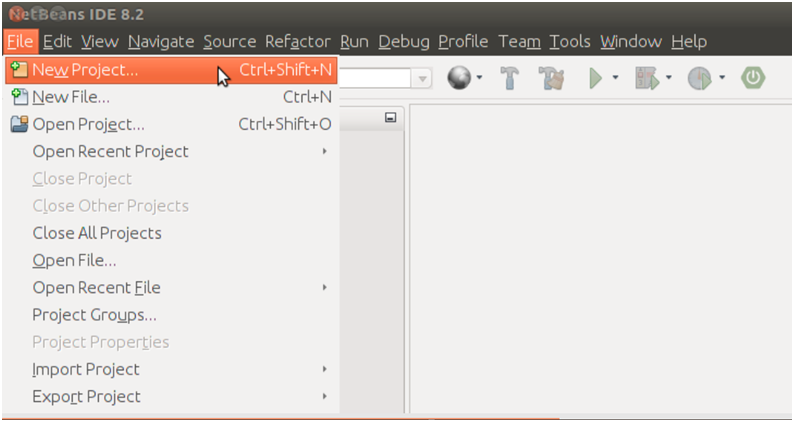 NetBeans IDE 8.2
File Edit View Navigate Source Refactor Run Debug Profile Team Tools Window Help
New Project... Ctrl+Shift+N
New File... Ctrl+N
Open Project... Ctrl+Shift+O
Open Recent Project
Close Project
Close Other Projects
Close All Projects
Open File...
Open Recent File
Project Groups...
Project Properties
Import Project
Export Project